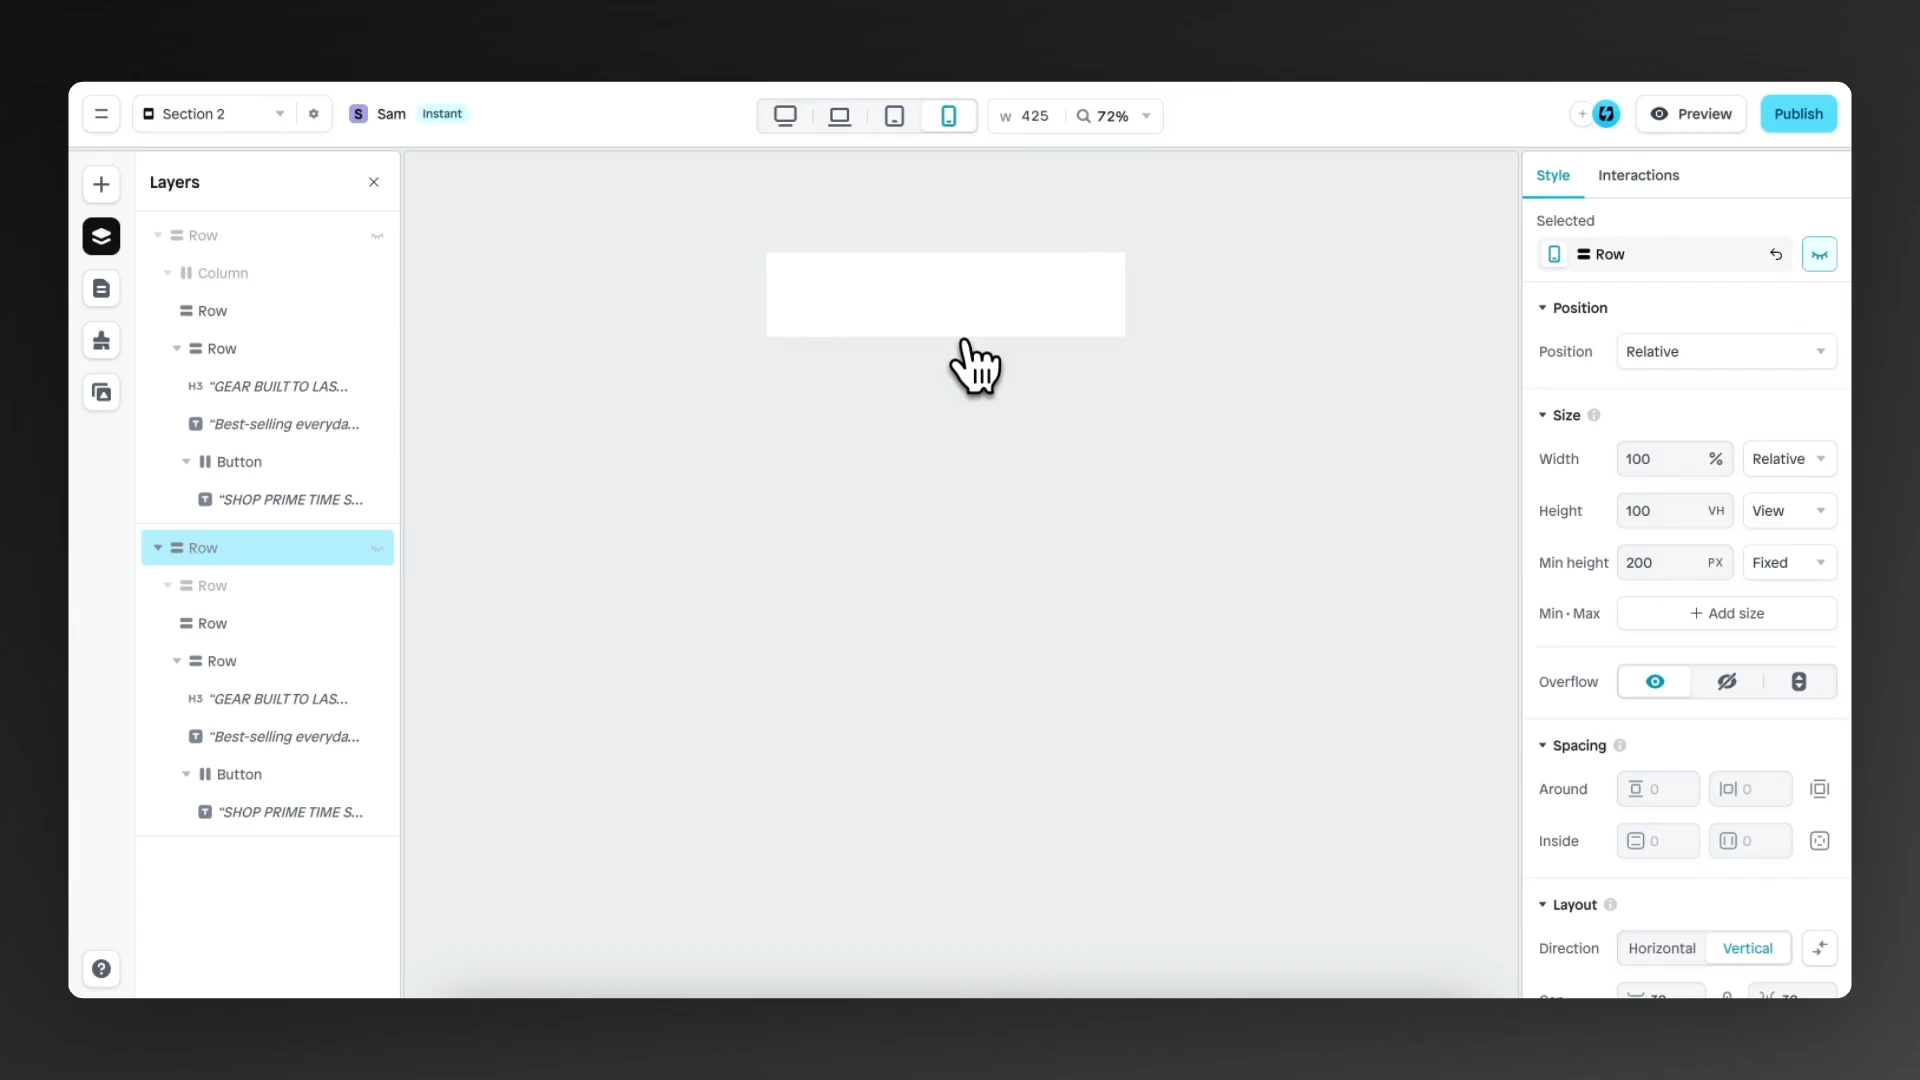 Section 2
S Sam Instant
W 425
72%
Preview
Publish
Layers
Row
Column
Row
Row
H3 "GEAR BUILT TO LAS...
T "Best-selling everyda...
Button
T "SHOP PRIME TIME S...
Row
Row
Row
Row
H3 "GEAR BUILT TO LAS...
T "Best-selling everyda...
Button
T "SHOP PRIME TIME S...
Style Interactions
Selected
Row
Position
Position Relative
Size
Width 100 % Relative
Height 100 VH View
Min height 200 PX Fixed
Min · Max + Add size
Overflow
Spacing
Around 0 0
Inside 0 0
Layout
Direction Horizontal Vertical